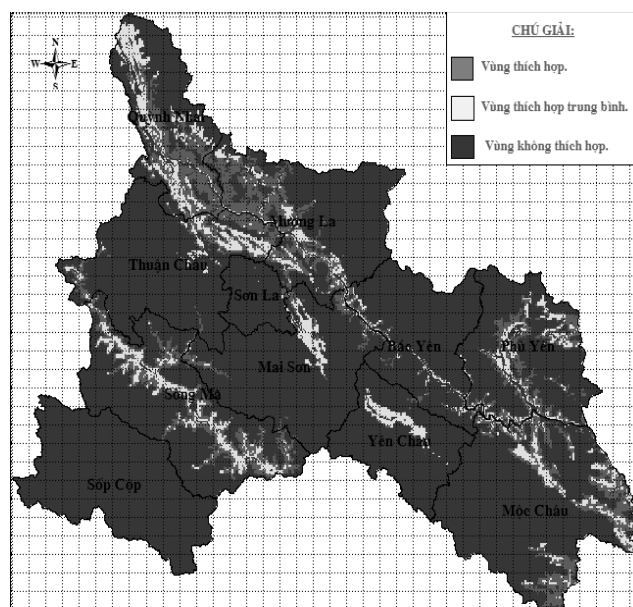 CHÚ GIẢI:
Vùng thích hợp.
Vùng thích hợp trung bình.
Vùng không thích hợp.
N
W E
S
Quỳnh Nhai
Mường La
Thuận Châu
Sơn La
Bắc Yên
Phù Yên
Mai Sơn
Sông Mã
Yên Châu
Sốp Cộp
Mộc Châu